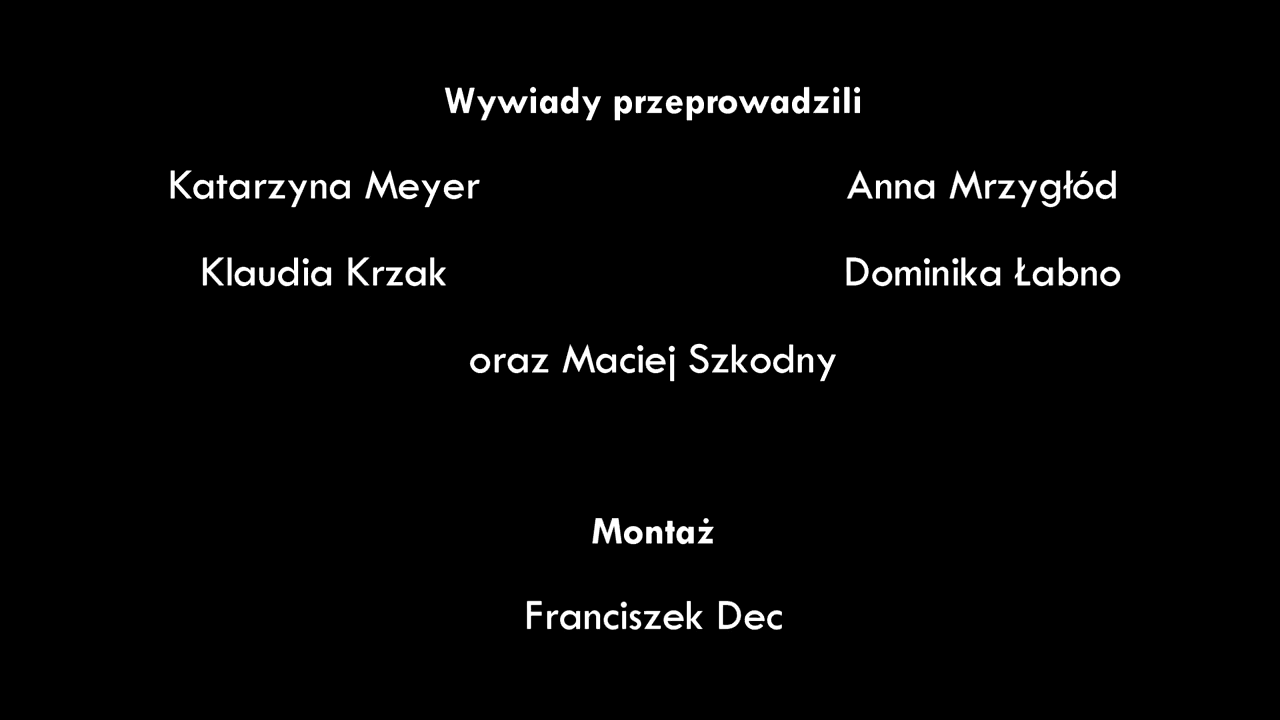 Wywiady przeprowadzili
Katarzyna Meyer Anna Mrzygłód
Klaudia Krzak Dominika Łabno
oraz Maciej Szkodny
Montaż
Franciszek Dec